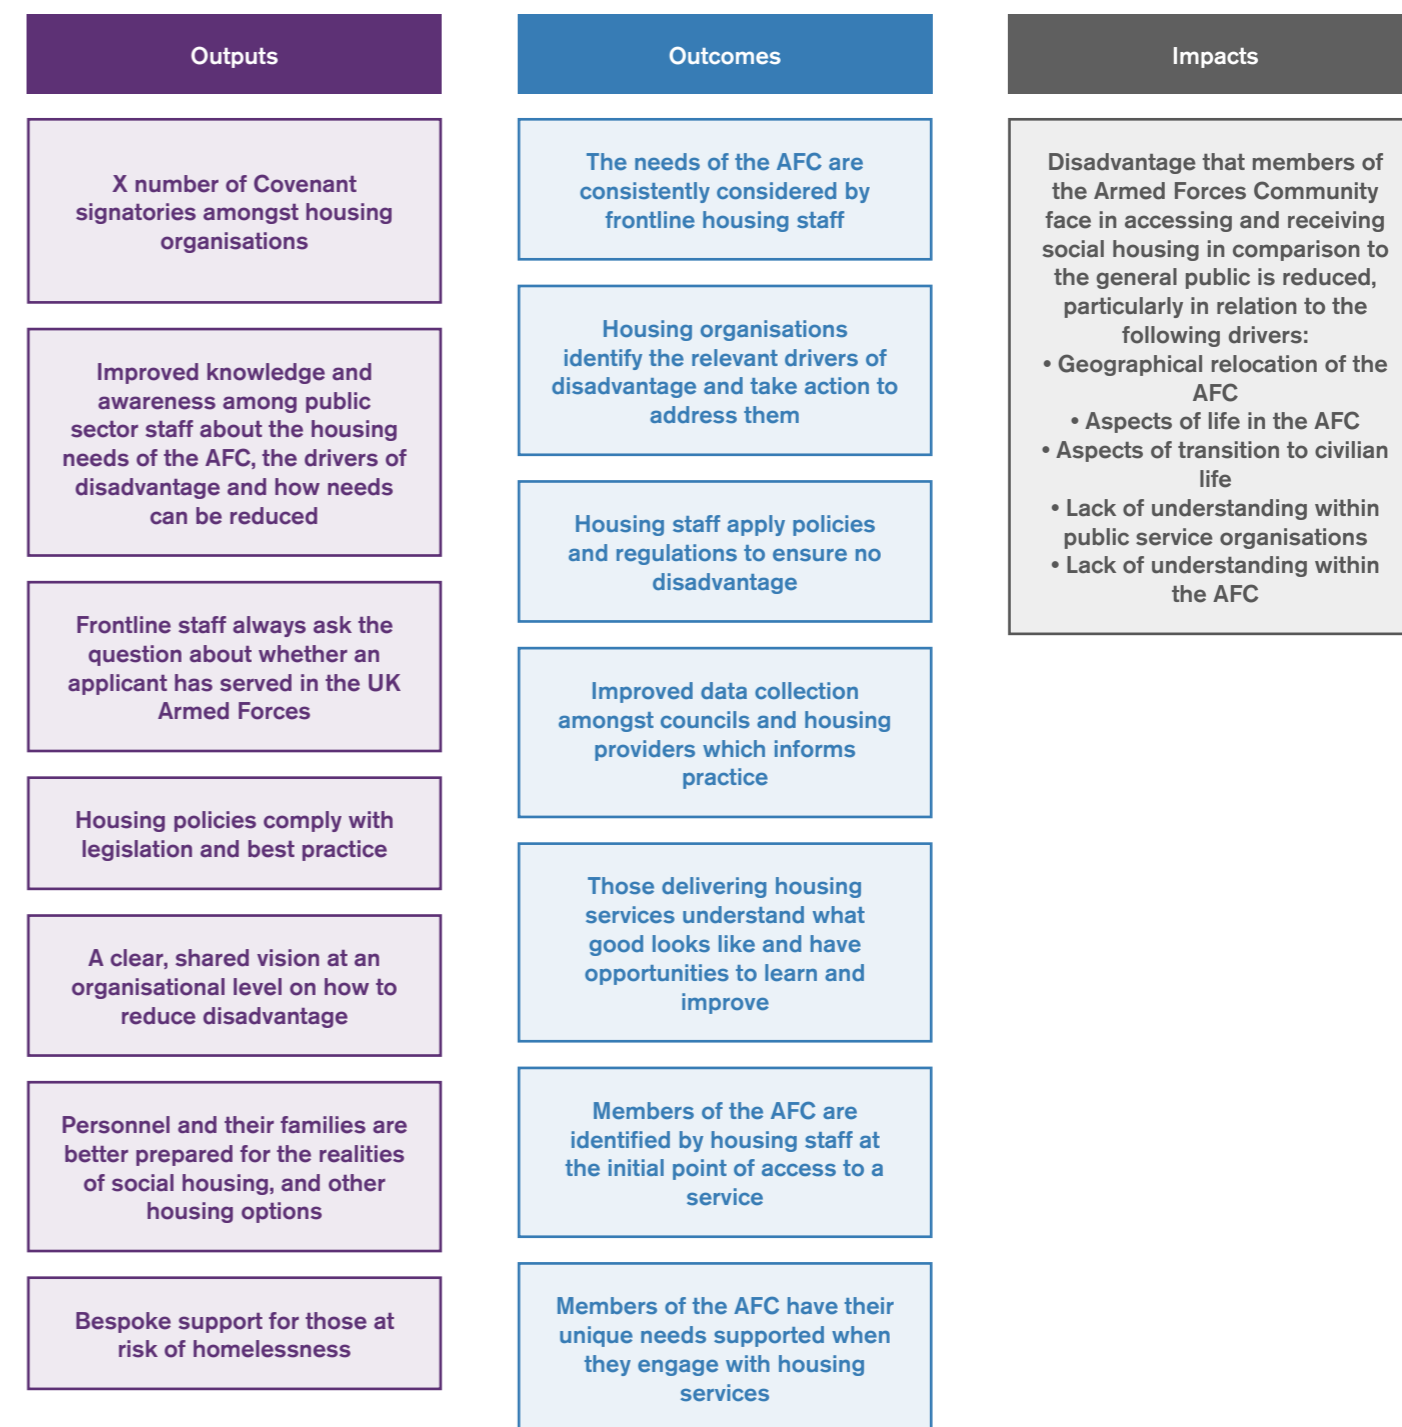 Outputs
X number of Covenant
signatories amongst housing
organisations
Improved knowledge and
awareness among public
sector staff about the housing
needs of the AFC, the drivers of
disadvantage and how needs
can be reduced
Frontline staff always ask the
question about whether an
applicant has served in the UK
Armed Forces
Housing policies comply with
legislation and best practice
A clear, shared vision at an
organisational level on how to
reduce disadvantage
Personnel and their families are
better prepared for the realities
of social housing, and other
housing options
Bespoke support for those at
risk of homelessness
Outcomes
The needs of the AFC are
consistently considered by
frontline housing staff
Housing organisations
identify the relevant drivers of
disadvantage and take action to
address them
Housing staff apply policies
and regulations to ensure no
disadvantage
Improved data collection
amongst councils and housing
providers which informs
practice
Those delivering housing
services understand what
good looks like and have
opportunities to learn and
improve
Members of the AFC are
identified by housing staff at
the initial point of access to a
service
Members of the AFC have their
unique needs supported when
they engage with housing
services
Impacts
Disadvantage that members of
the Armed Forces Community
face in accessing and receiving
social housing in comparison to
the general public is reduced,
particularly in relation to the
following drivers:
• Geographical relocation of the
AFC
• Aspects of life in the AFC
• Aspects of transition to civilian
life
• Lack of understanding within
public service organisations
• Lack of understanding within
the AFC